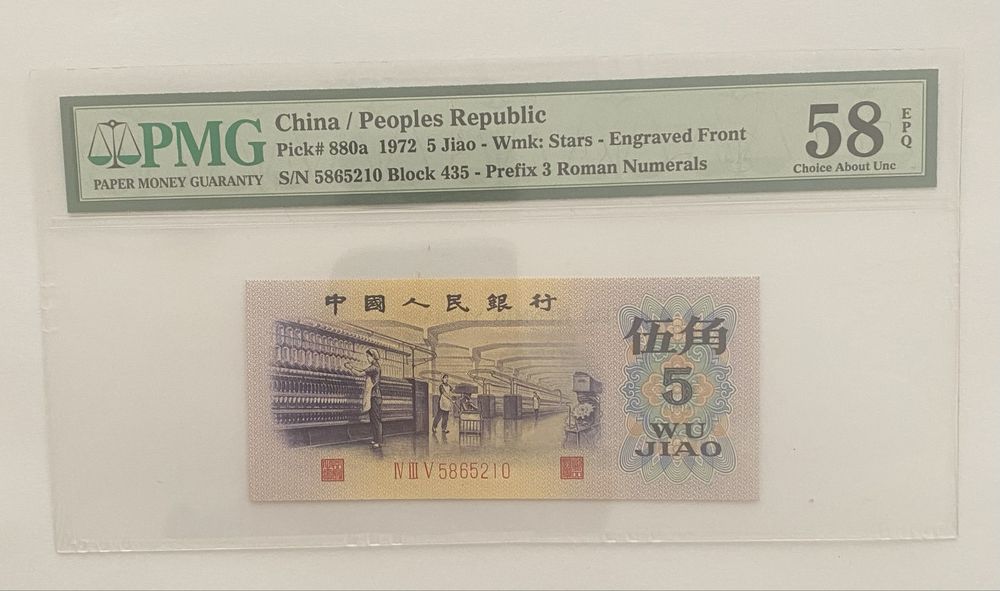 PMG
PAPER MONEY GUARANTY
China / Peoples Republic
Pick# 880a 1972 5 Jiao - Wmk: Stars - Engraved Front
S/N 5865210 Block 435 - Prefix 3 Roman Numerals
58
EPQ
Choice About Unc
中國人民銀行
伍角
5
WU
JIAO
IV III V 5865210